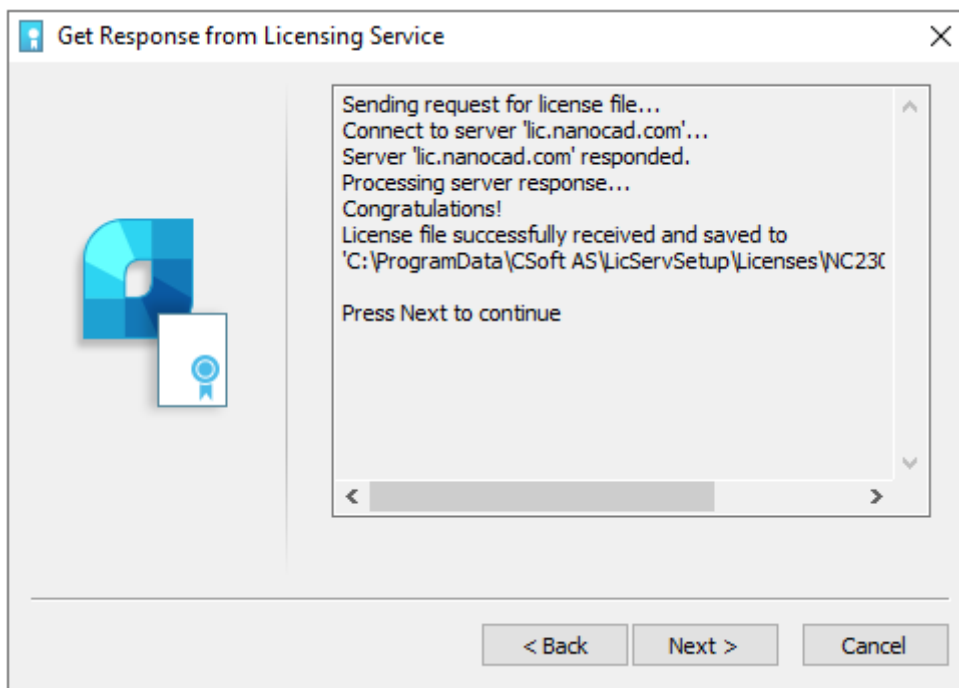 Get Response from Licensing Service
Sending request for license file...
Connect to server 'lic.nanocad.com'...
Server 'lic.nanocad.com' responded.
Processing server response...
Congratulations!
License file successfully received and saved to
'C:\ProgramData\CSoft AS\LicServSetup\Licenses\NC230
Press Next to continue
< Back
Next >
Cancel